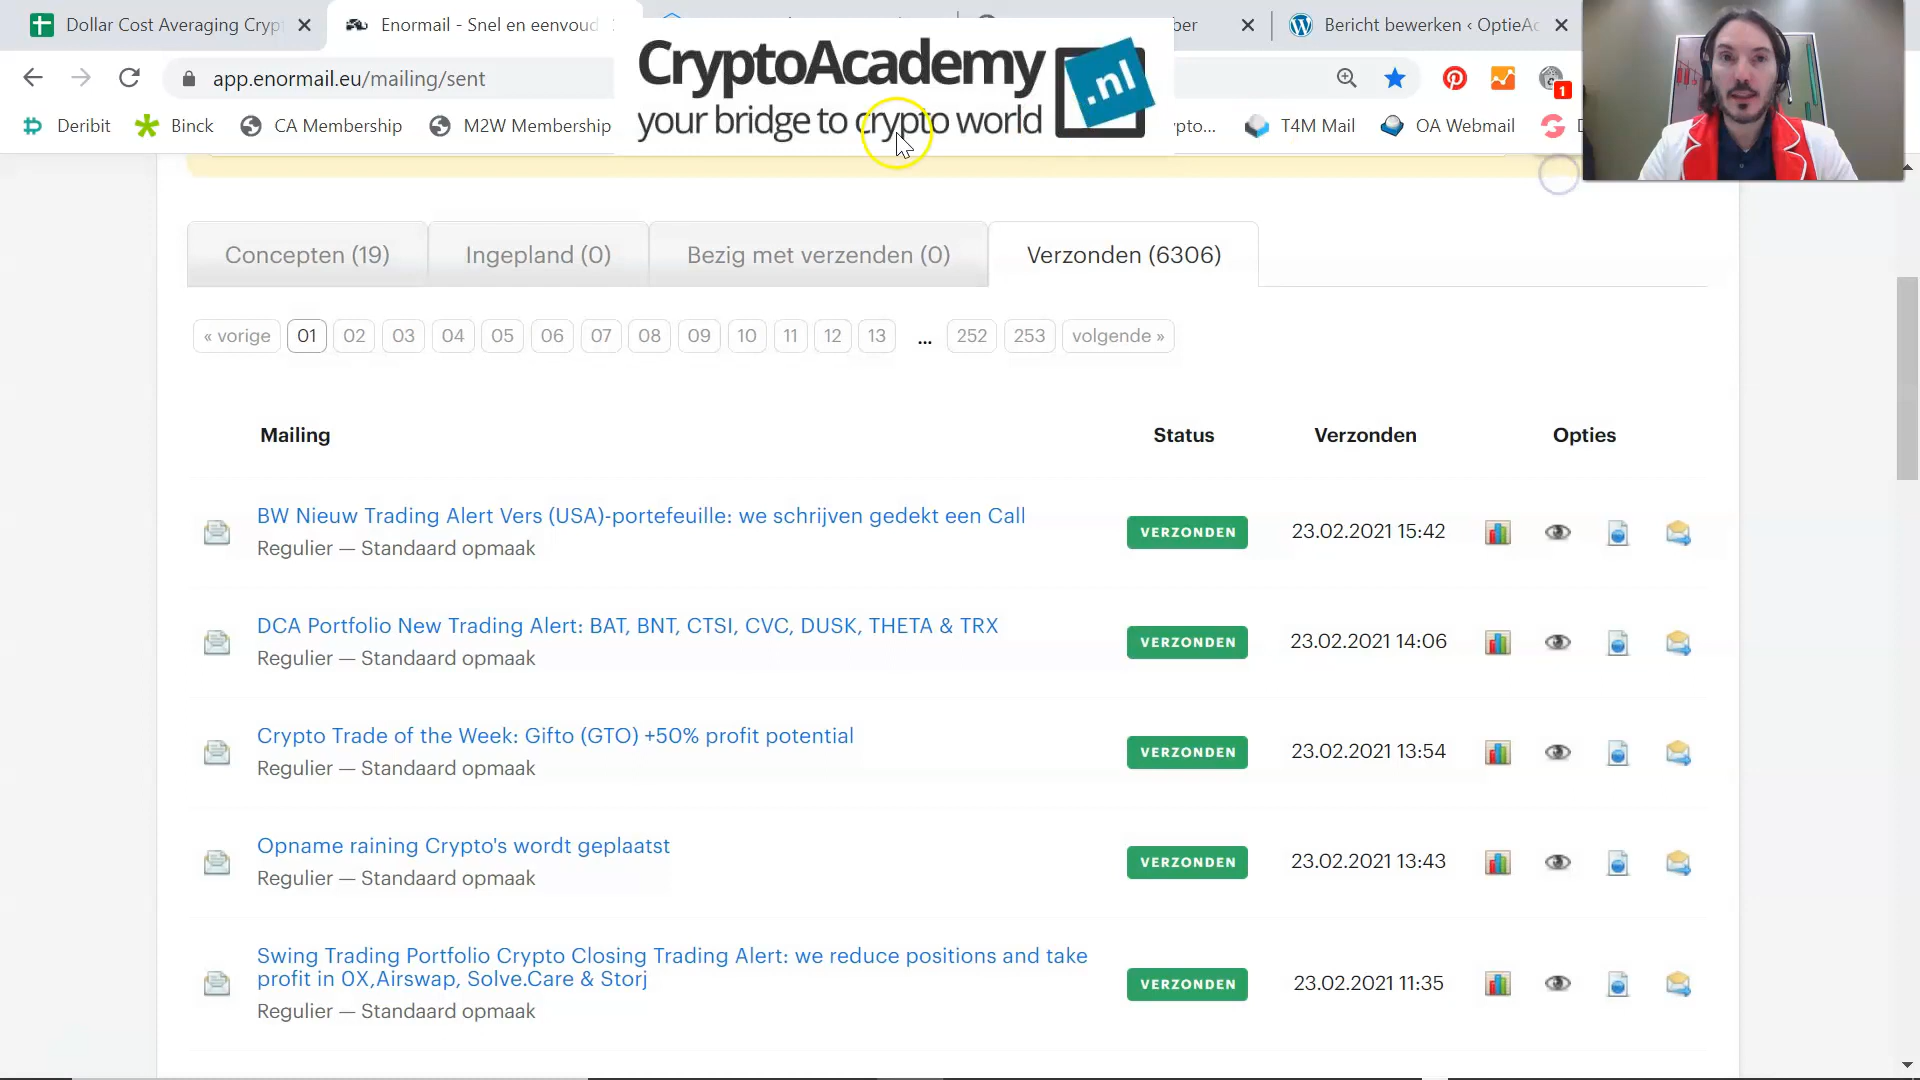 Dollar Cost Averaging Cryp
Enormail - Snel en eenvoud
ber
Bericht bewerken ‹ OptieAc
app.enormail.eu/mailing/sent
1
Deribit
Binck
CA Membership
M2W Membership
pto...
T4M Mail
OA Webmail
CryptoAcademy
.nl
your bridge to crypto world
Concepten (19)
Ingepland (0)
Bezig met verzenden (0)
Verzonden (6306)
« vorige 01 02 03 04 05 06 07 08 09 10 11 12 13 ... 252 253 volgende »
Mailing Status Verzonden Opties
BW Nieuw Trading Alert Vers (USA)-portefeuille: we schrijven gedekt een Call
Regulier — Standaard opmaak
VERZONDEN
23.02.2021 15:42
DCA Portfolio New Trading Alert: BAT, BNT, CTSI, CVC, DUSK, THETA & TRX
Regulier — Standaard opmaak
VERZONDEN
23.02.2021 14:06
Crypto Trade of the Week: Gifto (GTO) +50% profit potential
Regulier — Standaard opmaak
VERZONDEN
23.02.2021 13:54
Opname raining Crypto's wordt geplaatst
Regulier — Standaard opmaak
VERZONDEN
23.02.2021 13:43
Swing Trading Portfolio Crypto Closing Trading Alert: we reduce positions and take
profit in 0X,Airswap, Solve.Care & Storj
Regulier — Standaard opmaak
VERZONDEN
23.02.2021 11:35